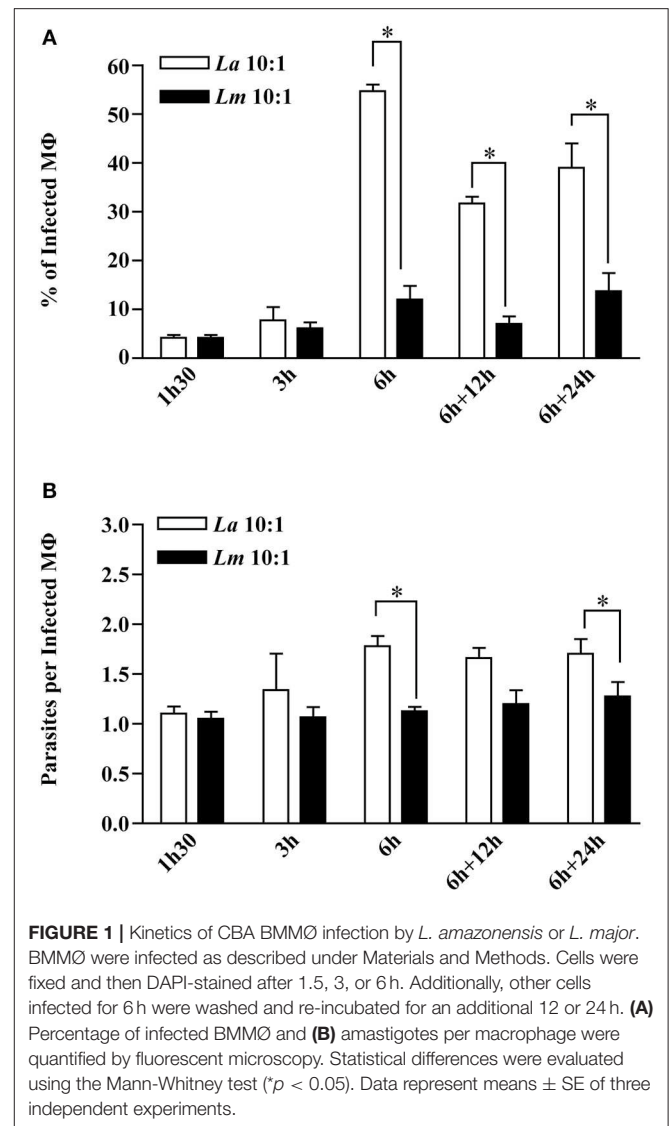 A
% of Infected MΦ
60
50
40
30
20
10
0
La 10:1
Lm 10:1
*
*
*
1h30
3h
6h
6h+12h
6h+24h
B
Parasites per Infected MΦ
3.0
2.5
2.0
1.5
1.0
0.5
0.0
La 10:1
Lm 10:1
*
*
1h30
3h
6h
6h+12h
6h+24h
FIGURE 1 | Kinetics of CBA BMMØ infection by L. amazonensis or L. major.
BMMØ were infected as described under Materials and Methods. Cells were
fixed and then DAPI-stained after 1.5, 3, or 6 h. Additionally, other cells
infected for 6 h were washed and re-incubated for an additional 12 or 24 h. (A)
Percentage of infected BMMØ and (B) amastigotes per macrophage were
quantified by fluorescent microscopy. Statistical differences were evaluated
using the Mann-Whitney test (*p < 0.05). Data represent means ± SE of three
independent experiments.